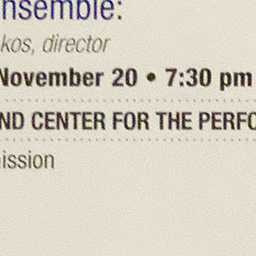 nsemble:
kos, director
November 20 • 7:30 pm
ND CENTER FOR THE PERFO
ission